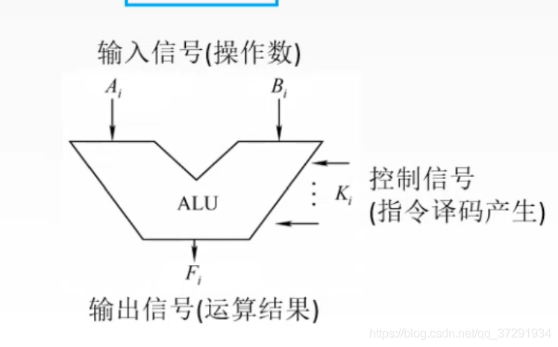 输入信号(操作数)
A_i
B_i
ALU
K_i
控制信号
(指令译码产生)
F_i
输出信号(运算结果)
https://blog.csdn.net/qq_37291934